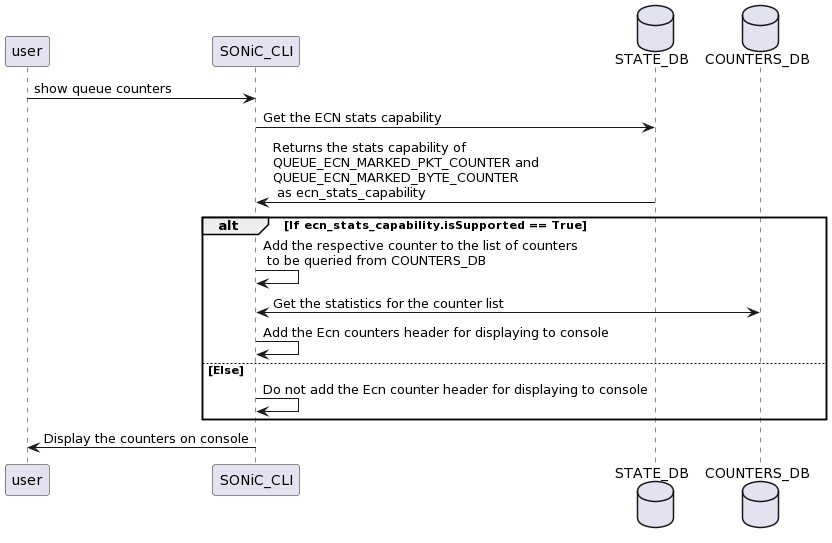 user
SONiC_CLI
STATE_DB
COUNTERS_DB
show queue counters
Get the ECN stats capability
Returns the stats capability of
QUEUE_ECN_MARKED_PKT_COUNTER and
QUEUE_ECN_MARKED_BYTE_COUNTER
as ecn_stats_capability
alt
[If ecn_stats_capability.isSupported == True]
Add the respective counter to the list of counters
to be queried from COUNTERS_DB
Get the statistics for the counter list
Add the Ecn counters header for displaying to console
[Else]
Do not add the Ecn counter header for displaying to console
Display the counters on console
user
SONiC_CLI
STATE_DB
COUNTERS_DB